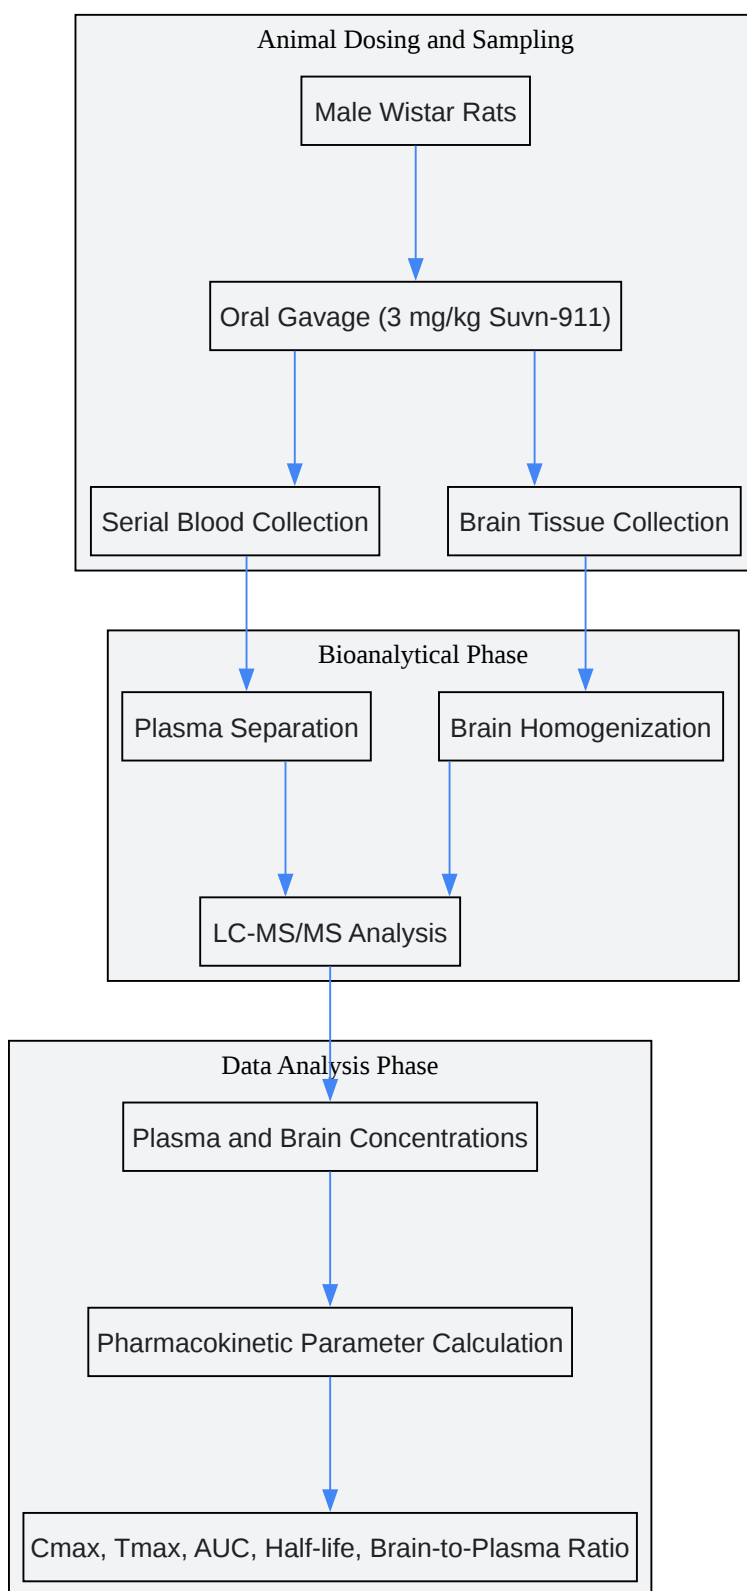 Animal Dosing and Sampling
Male Wistar Rats
Oral Gavage (3 mg/kg Suvn-911)
Serial Blood Collection
Brain Tissue Collection
Bioanalytical Phase
Plasma Separation
Brain Homogenization
LC-MS/MS Analysis
Data Analysis Phase
Plasma and Brain Concentrations
Pharmacokinetic Parameter Calculation
Cmax, Tmax, AUC, Half-life, Brain-to-Plasma Ratio